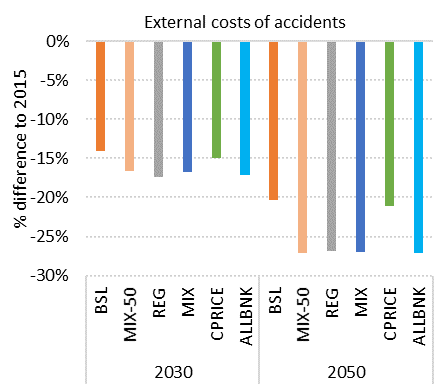 External costs of accidents
% difference to 2015
0%
-5%
-10%
-15%
-20%
-25%
-30%
BSL
MIX-50
REG
MIX
CPRICE
ALLBNK
BSL
MIX-50
REG
MIX
CPRICE
ALLBNK
2030
2050